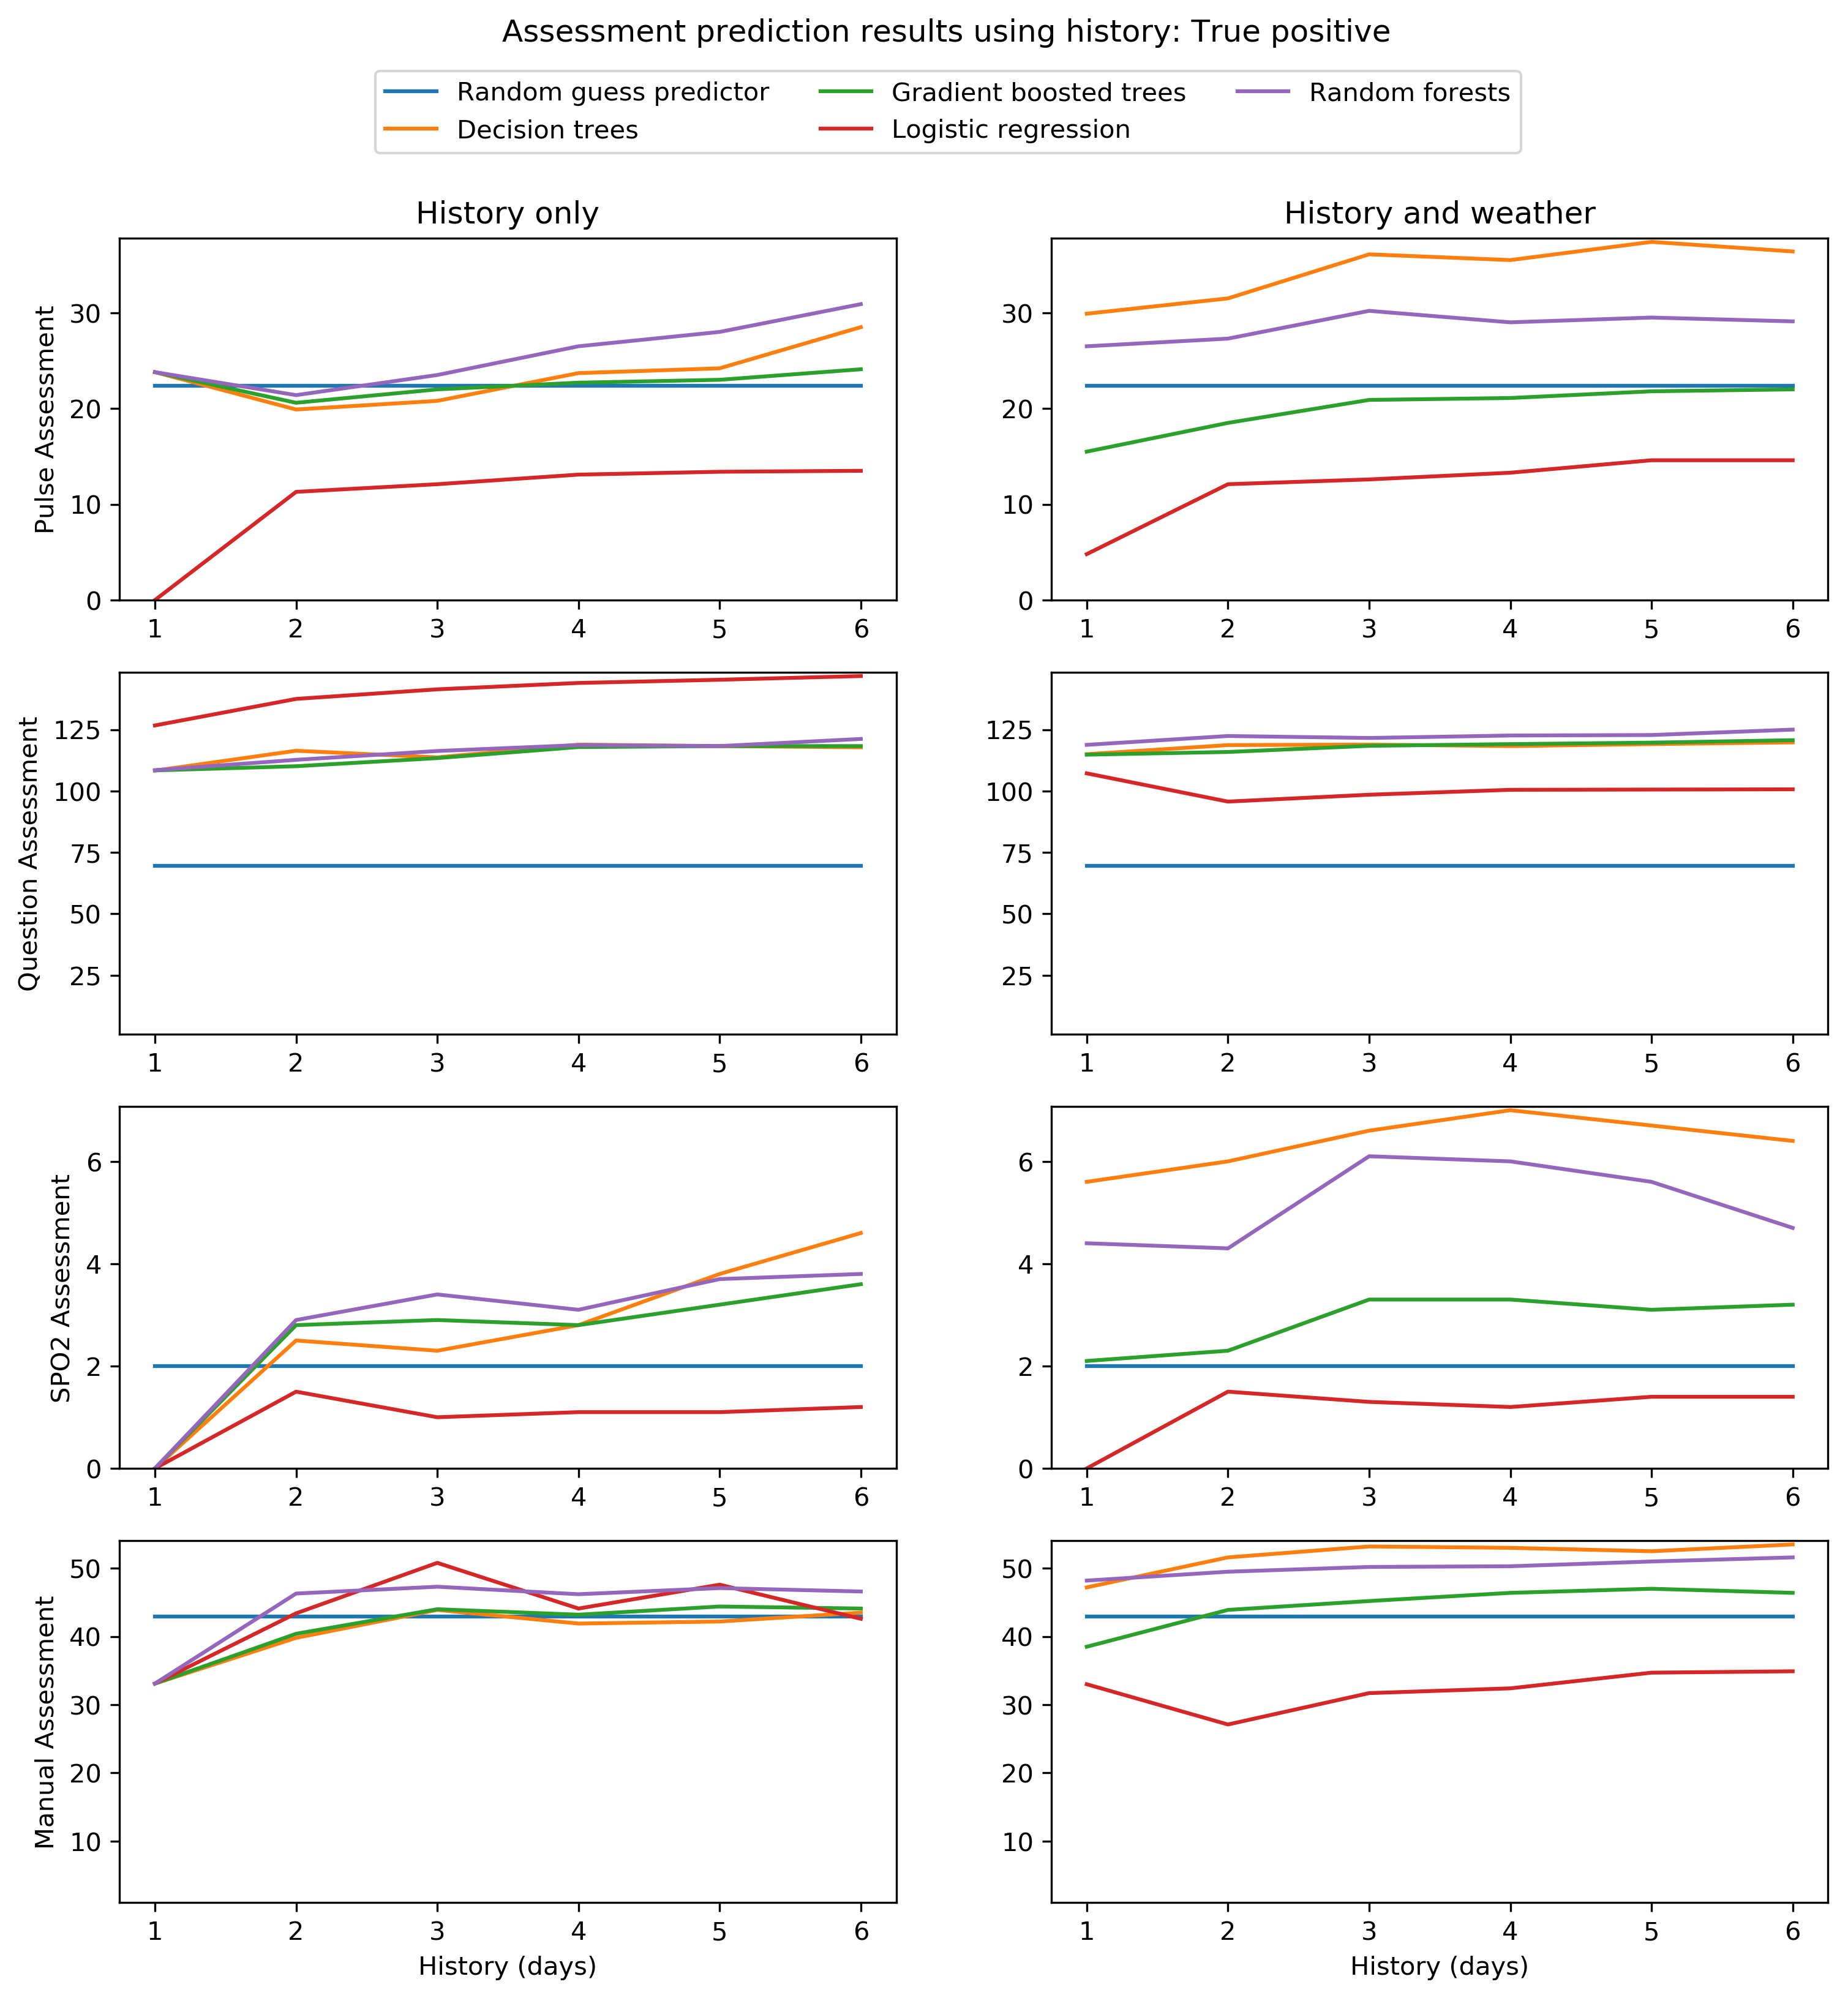 Assessment prediction results using history: True positive
Random guess predictor Gradient boosted trees Random forests
Decision trees Logistic regression
History only History and weather
Pulse Assessment
30
20
10
0
1 2 3 4 5 6
30
20
10
0
1 2 3 4 5 6
Question Assessment
125
100
75
50
25
1 2 3 4 5 6
125
100
75
50
25
1 2 3 4 5 6
SPO2 Assessment
6
4
2
0
1 2 3 4 5 6
6
4
2
0
1 2 3 4 5 6
Manual Assessment
50
40
30
20
10
1 2 3 4 5 6
History (days)
50
40
30
20
10
1 2 3 4 5 6
History (days)